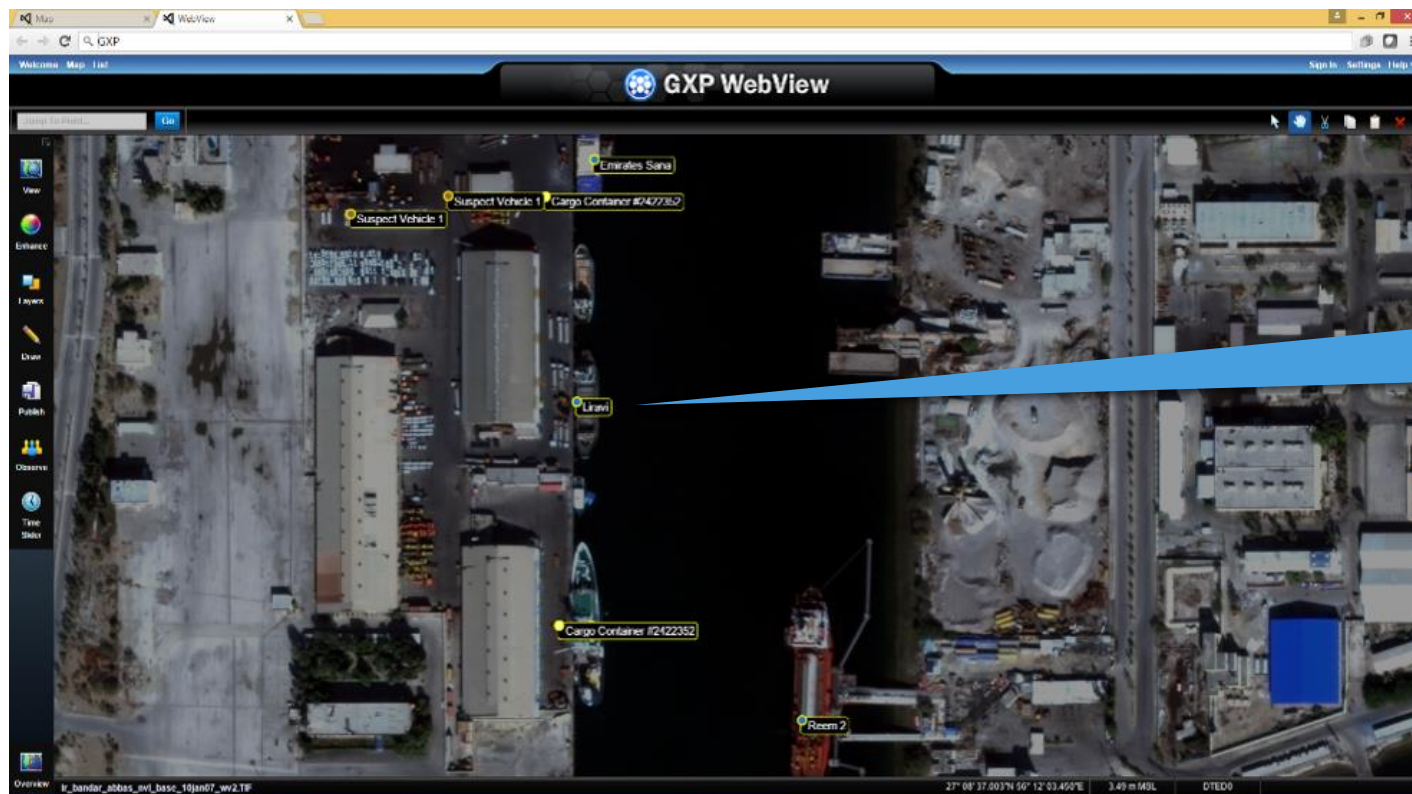 Map
WebView
GXP
Welcome Map List
Sign In Settings Help
GXP WebView
Jump To Point...
Go
View
Enhance
Layers
Draw
Publish
Observe
Time
Slider
Overview
Emirates Sana
Suspect Vehicle 1
Cargo Container #2422352
Suspect Vehicle 1
Liravi
Cargo Container #2422352
Reem 2
ir_bandar_abbas_nvl_base_10jan07_wv2.TIF
27° 08' 37.003"N 56° 12' 03.450"E
3.49 m MSL
DTED0